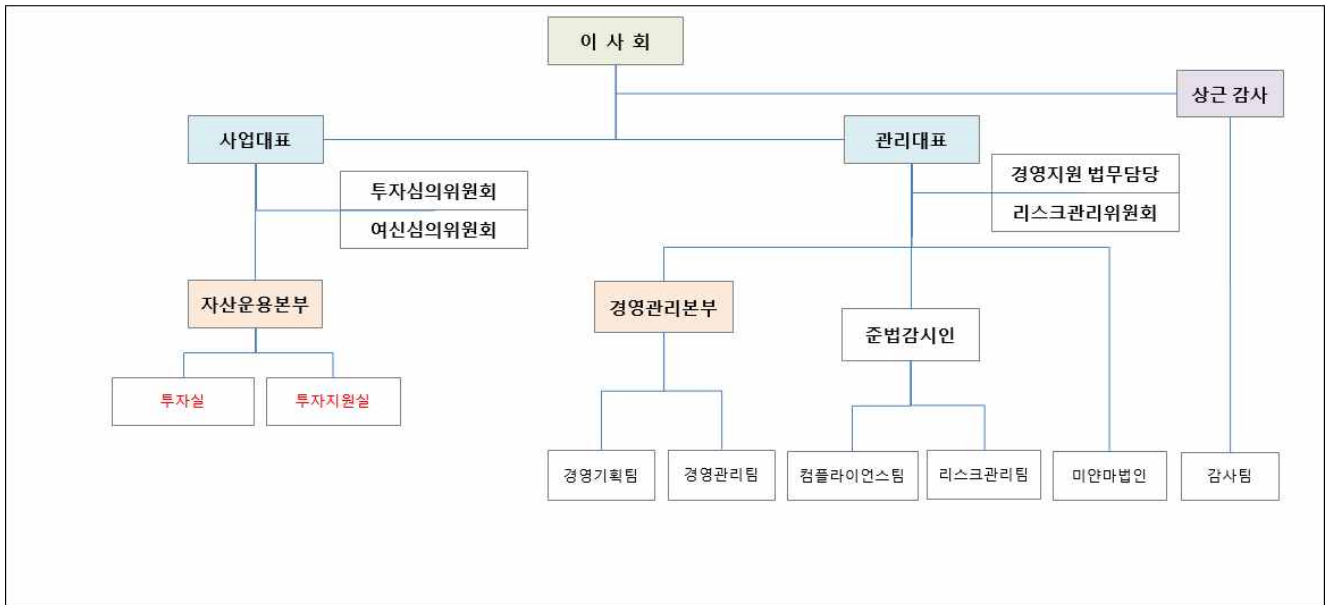 이 사 회
상근 감사
사업대표
관리대표
투자심의위원회
여신심의위원회
경영지원 법무담당
리스크관리위원회
자산운용본부
경영관리본부
준법감시인
투자실
투자지원실
경영기획팀
경영관리팀
컴플라이언스팀
리스크관리팀
미얀마법인
감사팀